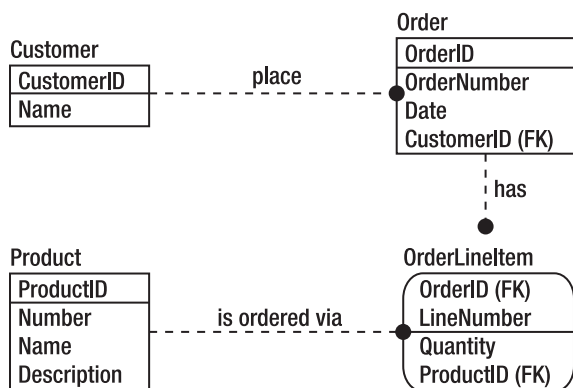 Customer
CustomerID
Name
place
Order
OrderID
OrderNumber
Date
CustomerID (FK)
has
Product
ProductID
Number
Name
Description
is ordered via
OrderLineItem
OrderID (FK)
LineNumber
Quantity
ProductID (FK)